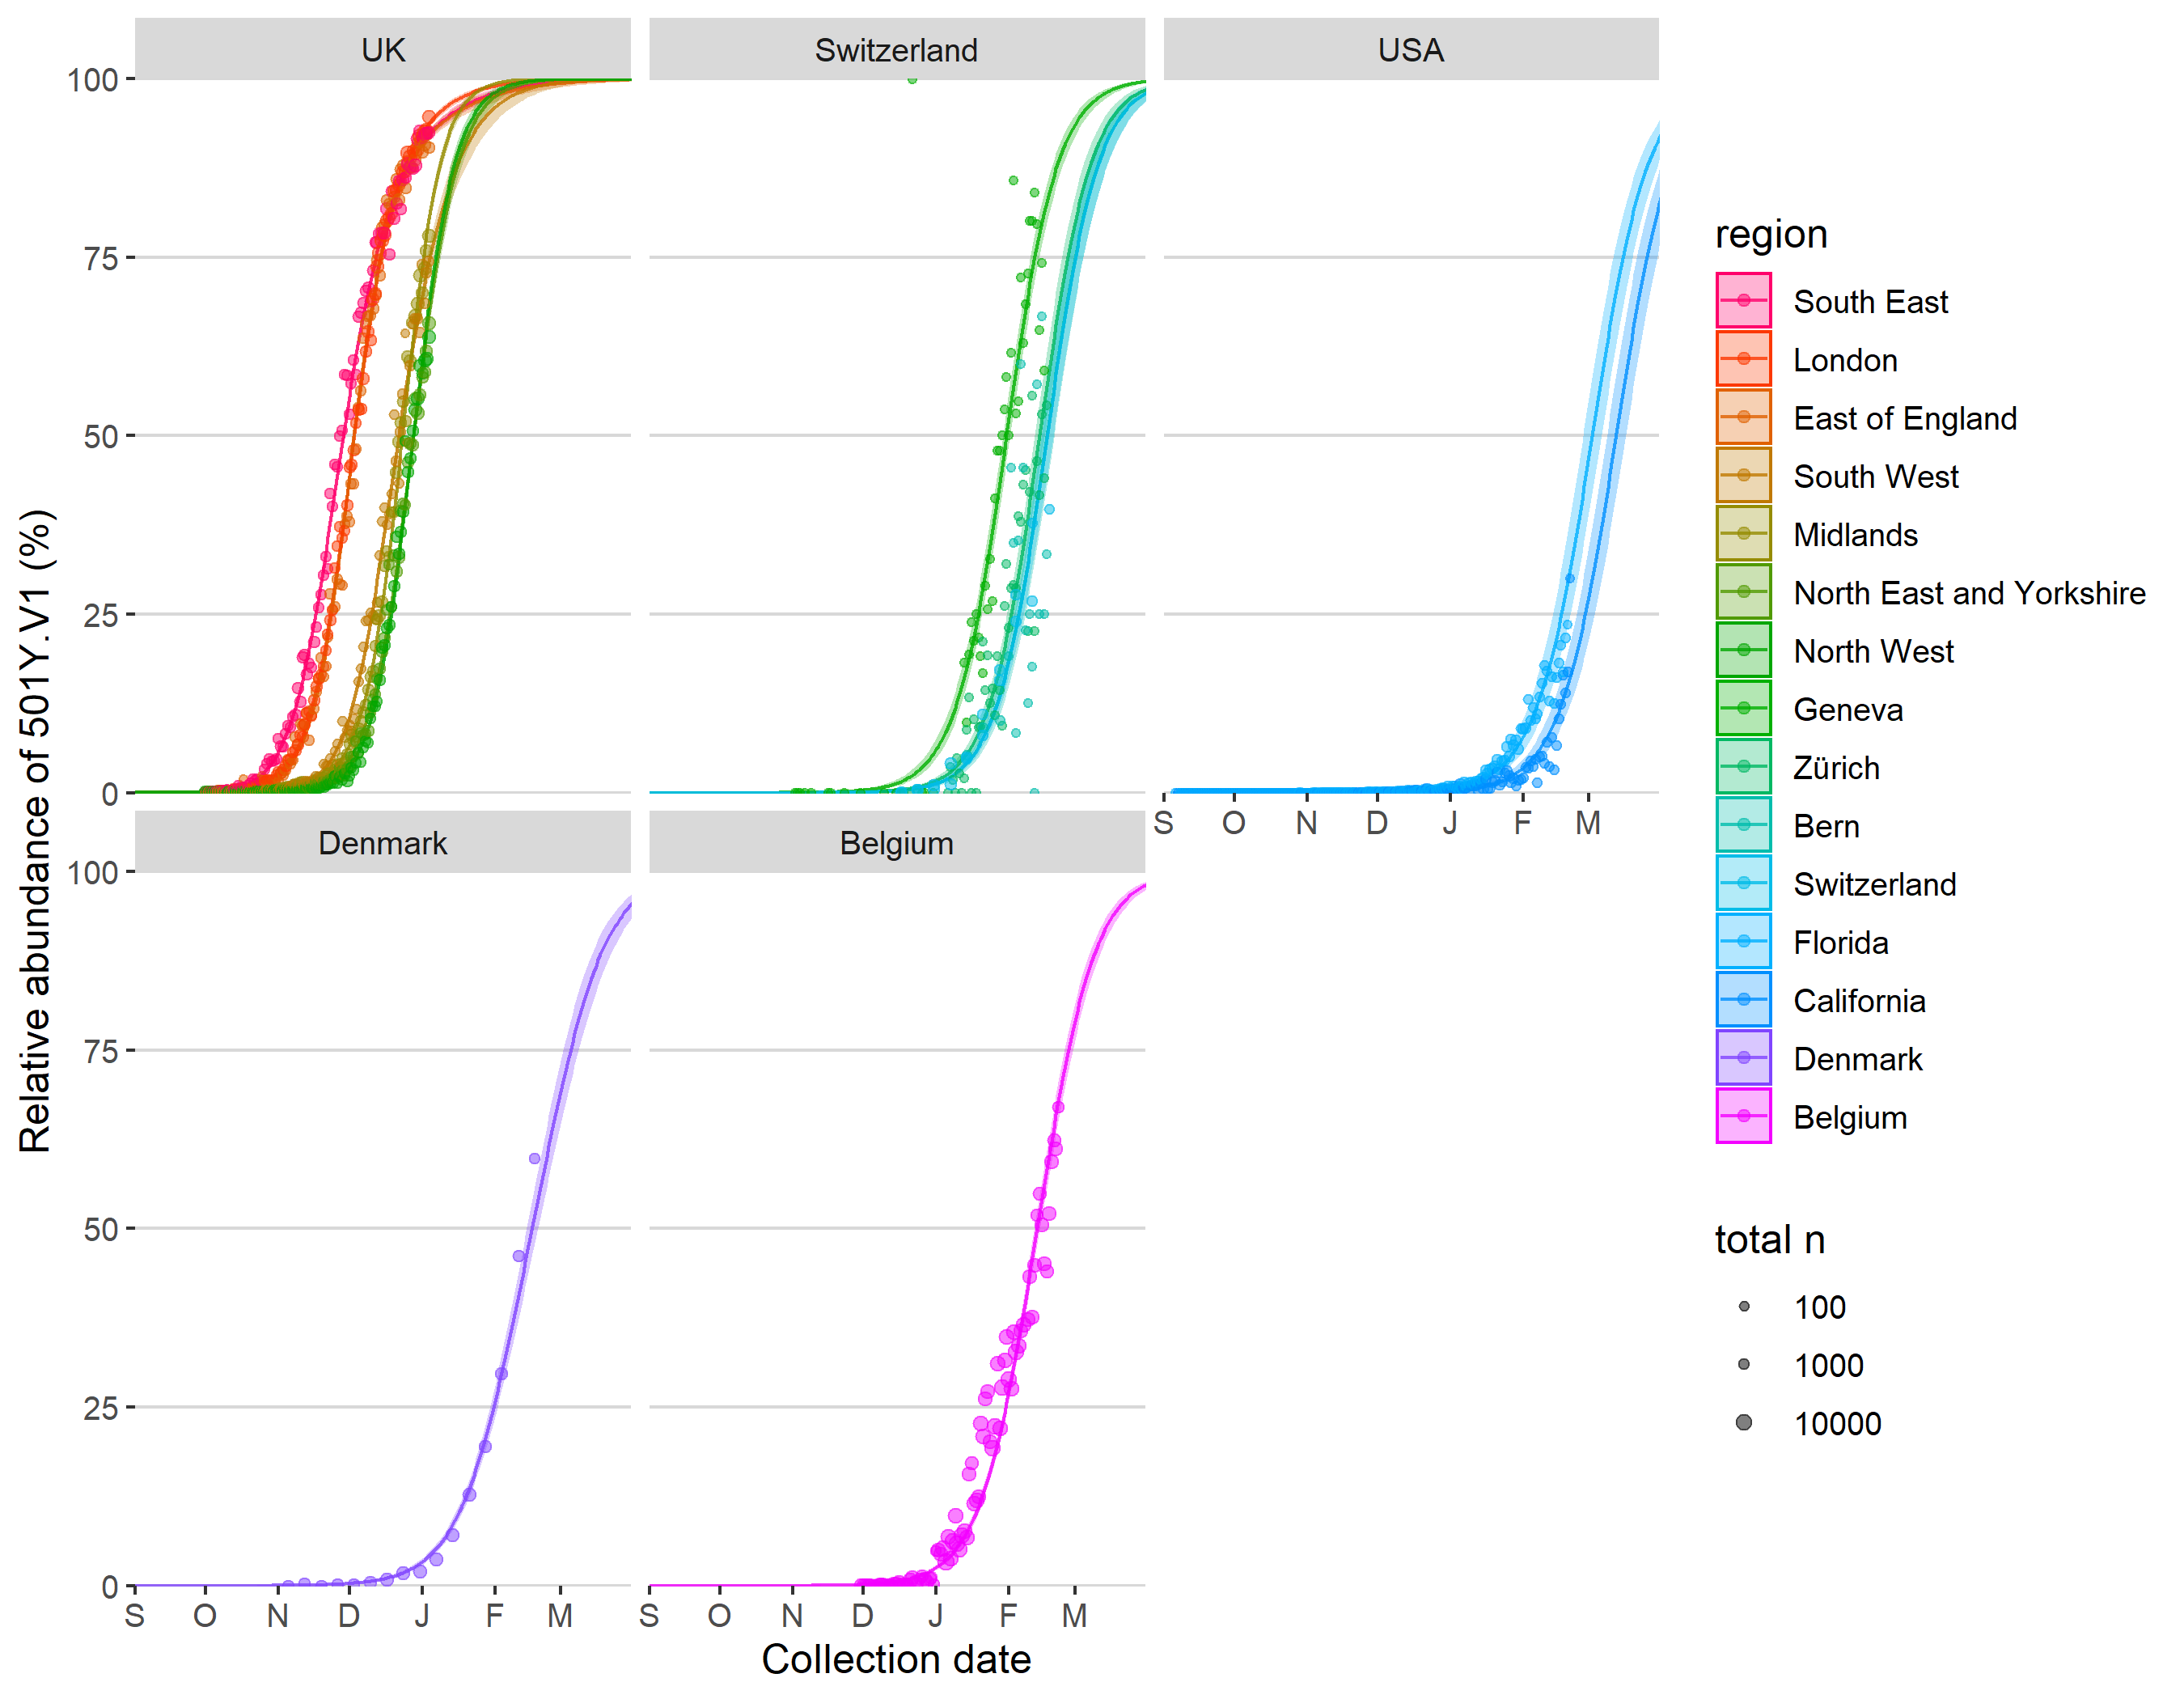 UK
Switzerland
USA
100
75
50
25
0
S O N D J F M
Denmark
Belgium
100
75
50
25
0
S O N D J F M
S O N D J F M
Relative abundance of 501Y.V1 (%)
Collection date
region
South East
London
East of England
South West
Midlands
North East and Yorkshire
North West
Geneva
Zürich
Bern
Switzerland
Florida
California
Denmark
Belgium
total n
100
1000
10000